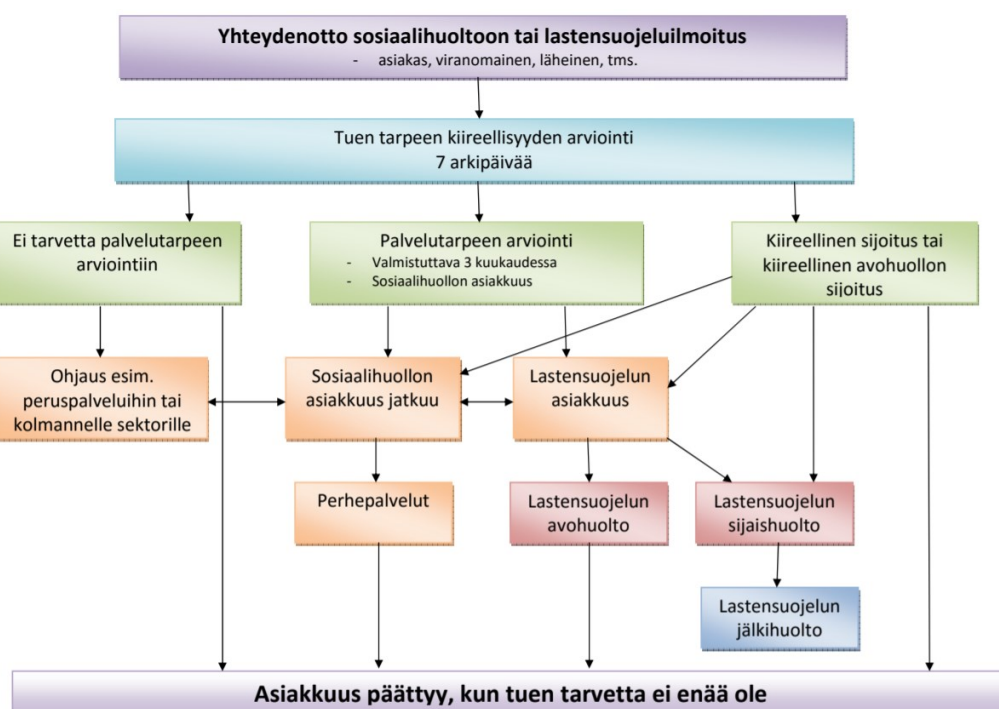 Yhteydenotto sosiaalihuoltoon tai lastensuojeluilmoitus
- asiakas, viranomainen, läheinen, tms.
Tuen tarpeen kiireellisyyden arviointi
7 arkipäivää
Ei tarvetta palvelutarpeen
arviointiin
Palvelutarpeen arviointi
- Valmistuttava 3 kuukaudessa
- Sosiaalihuollon asiakkuus
Kiireellinen sijoitus tai
kiireellinen avohuollon
sijoitus
Ohjaus esim.
peruspalveluihin tai
kolmannelle sektorille
Sosiaalihuollon
asiakkuus jatkuu
Lastensuojelun
asiakkuus
Perhepalvelut
Lastensuojelun
avohuolto
Lastensuojelun
sijaishuolto
Lastensuojelun
jälkihuolto
Asiakkuus päättyy, kun tuen tarvetta ei enää ole